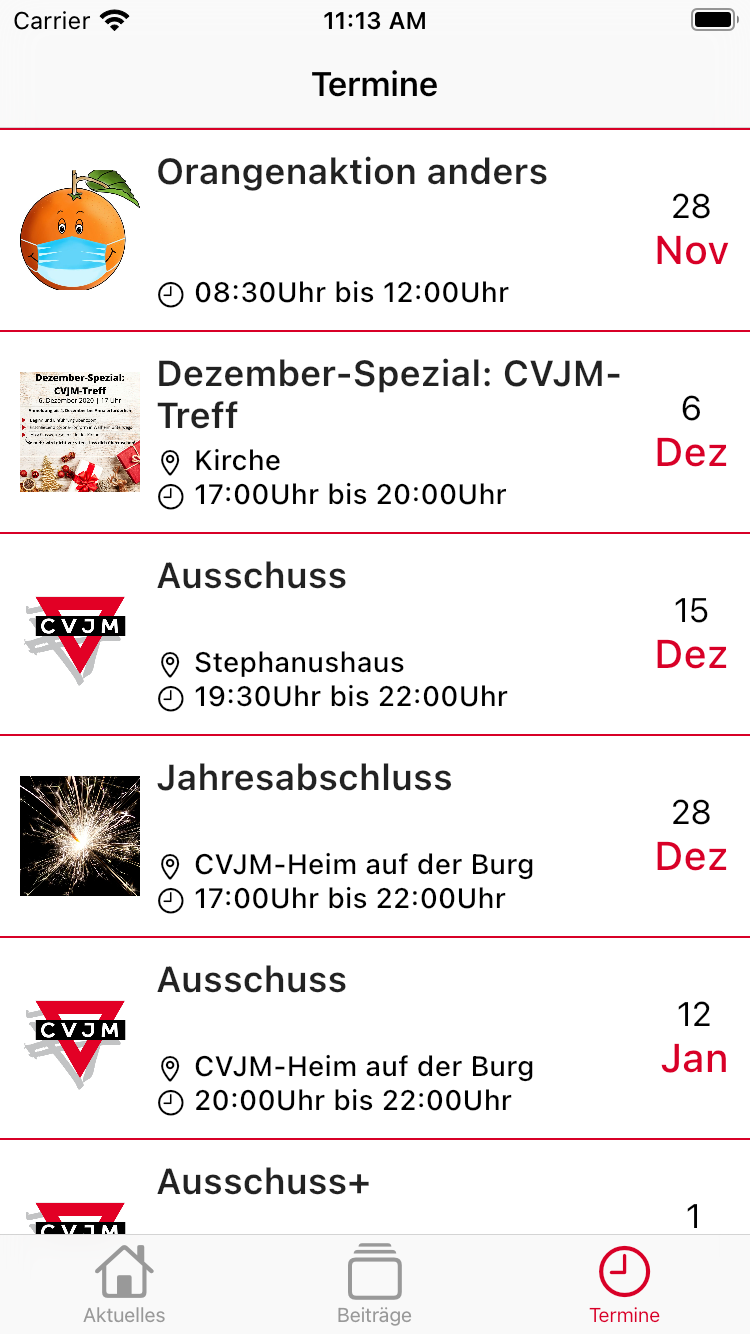 Carrier
11:13 AM
Termine
Orangenaktion anders
28
Nov
08:30Uhr bis 12:00Uhr
Dezember-Spezial:
CVJM-Treff
6. Dezember 2020 | 17 Uhr
Dezember-Spezial: CVJM-
Treff
6
Dez
Kirche
17:00Uhr bis 20:00Uhr
Ausschuss
15
Dez
CVJM
Stephanushaus
19:30Uhr bis 22:00Uhr
Jahresabschluss
28
Dez
CVJM-Heim auf der Burg
17:00Uhr bis 22:00Uhr
Ausschuss
12
Jan
CVJM
CVJM-Heim auf der Burg
20:00Uhr bis 22:00Uhr
Ausschuss+
1
CVJM
Aktuelles
Beiträge
Termine